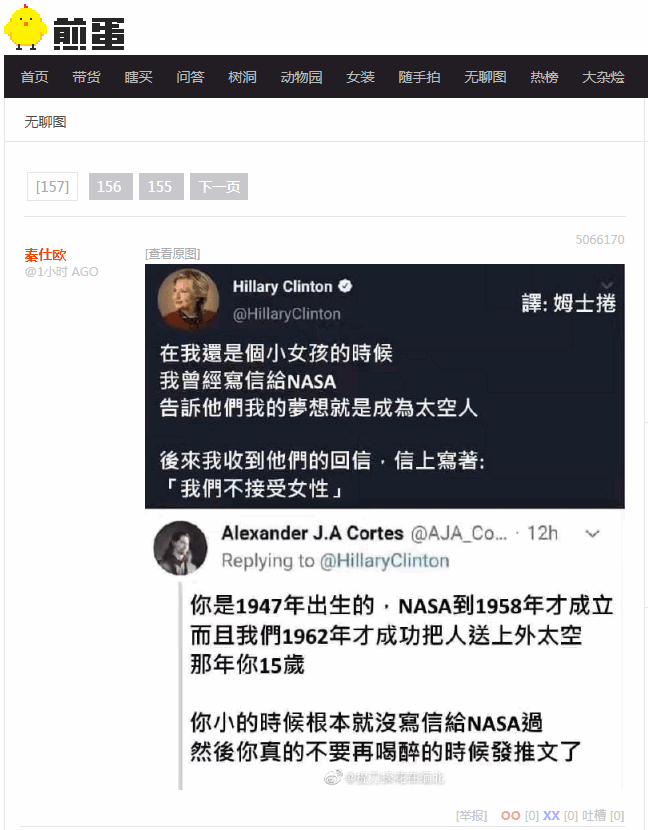 煎蛋
首页 带货 瞎买 问答 树洞 动物园 女装 随手拍 无聊图 热榜 大杂烩
无聊图
[157] 156 155 下一页
5066170
秦仕欧
@1小时 AGO
[查看原图]
Hillary Clinton
@HillaryClinton
譯: 姆士捲
在我還是個小女孩的時候
我曾經寫信給NASA
告訴他們我的夢想就是成為太空人
後來我收到他們的回信，信上寫著:
「我們不接受女性」
Alexander J.A Cortes @AJA_Co... · 12h
Replying to @HillaryClinton
你是1947年出生的，NASA到1958年才成立
而且我們1962年才成功把人送上外太空
那年你15歲
你小的時候根本就沒寫信給NASA過
然後你真的不要再喝醉的時候發推文了
[举报] OO [0] XX [0] 吐槽 [0]